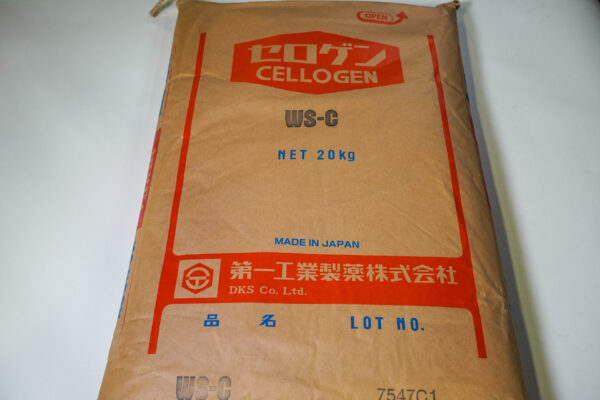 OPEN
セロゲン
CELLOGEN
WS-C
NET 20kg
MADE IN JAPAN
第一工業製薬株式会社
DKS Co. Ltd.
品名 LOT NO.
WS-C 7547C1